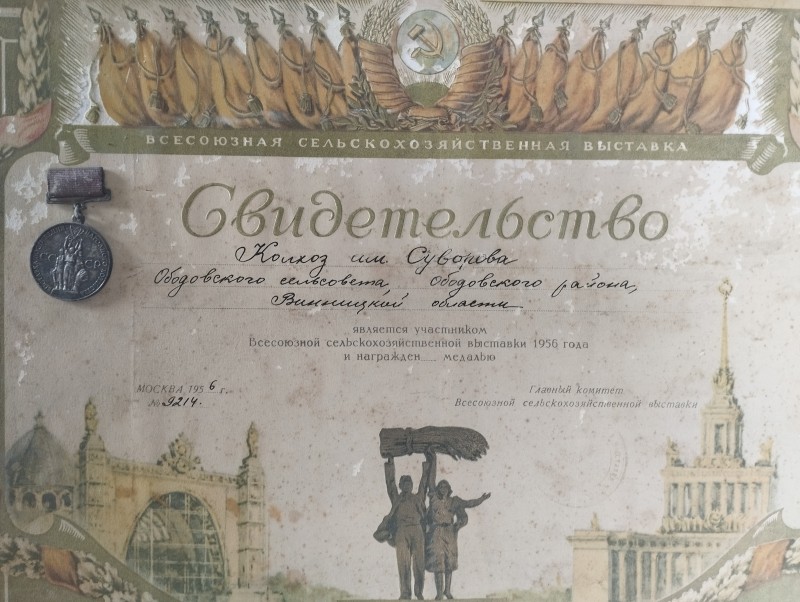 ВСЕСОЮЗНАЯ СЕЛЬСКОХОЗЯЙСТВЕННАЯ ВЫСТАВКА
Свидетельство
Колхоз им Суворова
Ободовского сельсовета, Ободовского района,
Винницкой области
является участником
Всесоюзной сельскохозяйственной выставки 1956 года
и награжден медалью
МОСКВА, 1956 г.
№ 9214.
Главный комитет
Всесоюзной сельскохозяйственной выставки